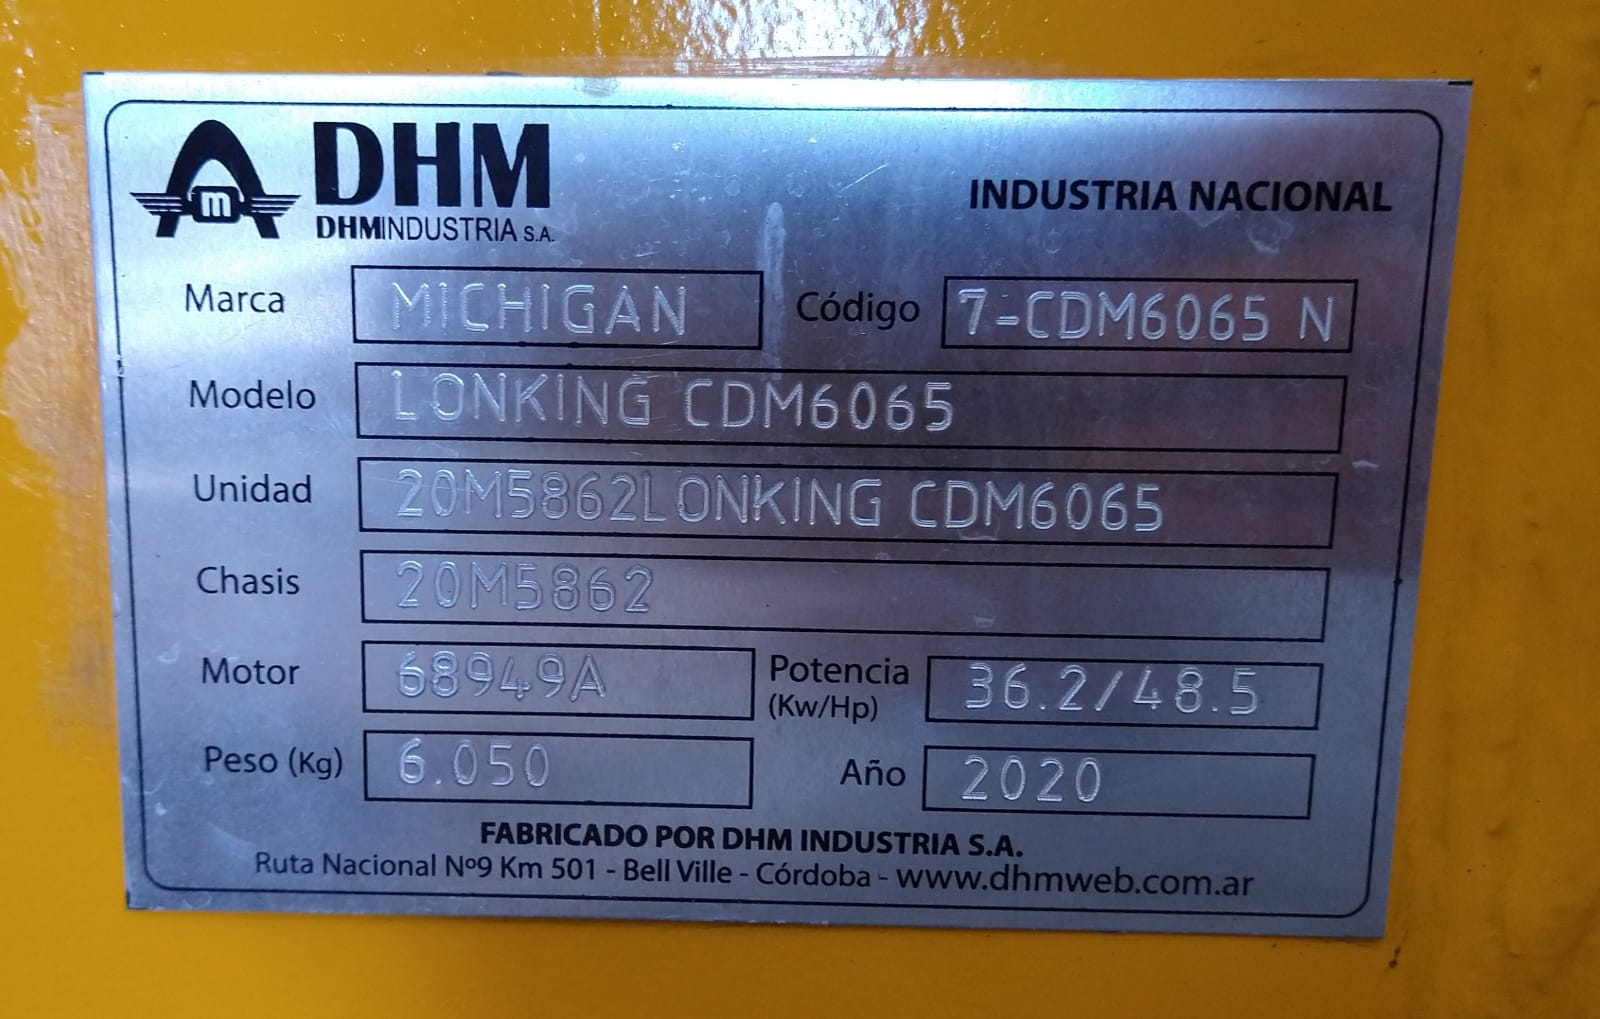 m DHM
DHMINDUSTRIA S.A.
INDUSTRIA NACIONAL
Marca MICHIGAN Código 7-CDM6065 N
Modelo LONKING CDM6065
Unidad 20M5862LONKING CDM6065
Chasis 20M5862
Motor 68949A Potencia (Kw/Hp) 36.2/48.5
Peso (Kg) 6.050 Año 2020
FABRICADO POR DHM INDUSTRIA S.A.
Ruta Nacional Nº9 Km 501 - Bell Ville - Córdoba - www.dhmweb.com.ar